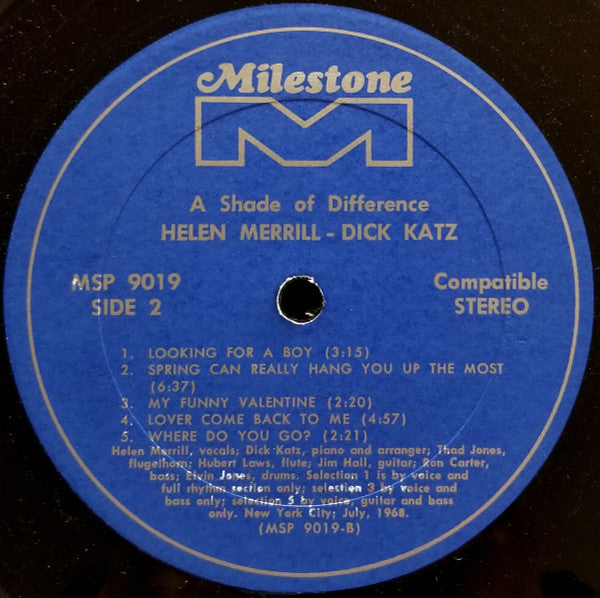 Milestone
M
A Shade of Difference
HELEN MERRILL - DICK KATZ
MSP 9019
SIDE 2
Compatible
STEREO
1. LOOKING FOR A BOY (3:15)
2. SPRING CAN REALLY HANG YOU UP THE MOST
(6:37)
3. MY FUNNY VALENTINE (2:20)
4. LOVER COME BACK TO ME (4:57)
5. WHERE DO YOU GO? (2:21)
Helen Merrill, vocals; Dick Katz, piano and arranger; Thad Jones,
flugelhorn; Hubert Laws, flute; Jim Hall, guitar; Ron Carter,
bass; Elvin Jones, drums. Selection 1 is by voice and
full rhythm section only; selection 3 by voice and
bass only; selection 5 by voice, guitar and bass
only. New York City; July, 1968.
(MSP 9019-B)